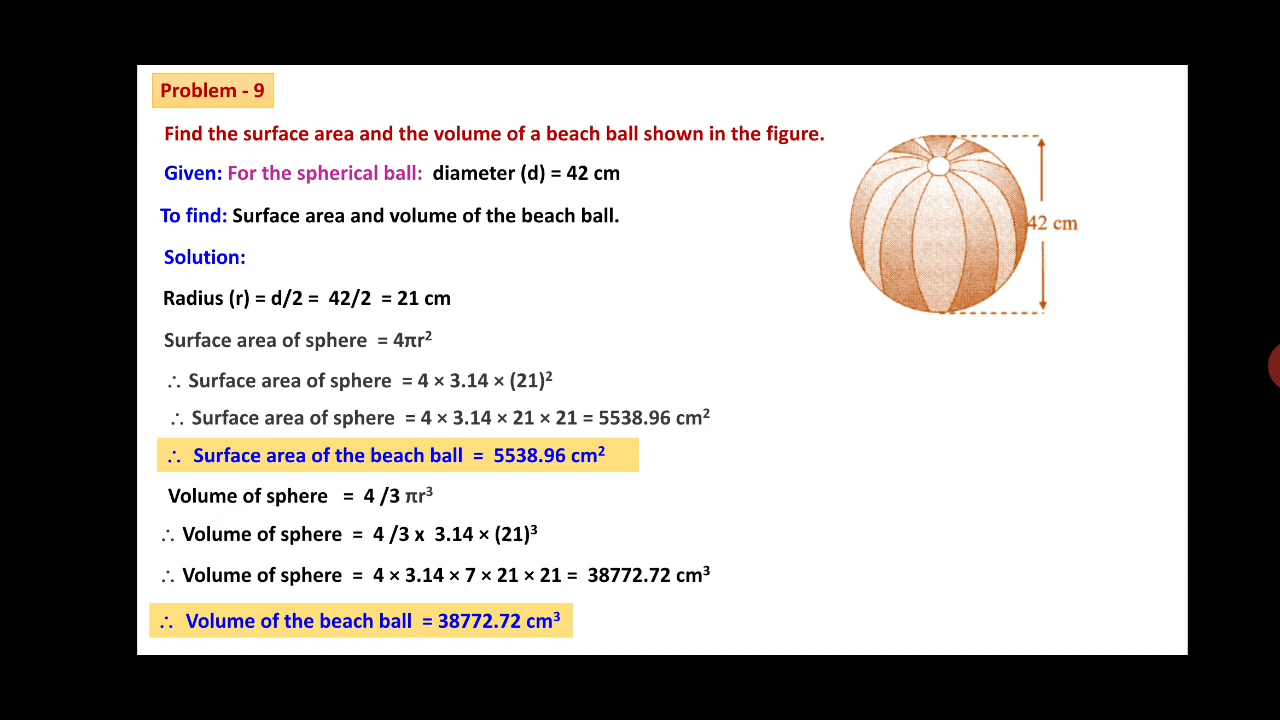 Problem - 9
Find the surface area and the volume of a beach ball shown in the figure.
Given: For the spherical ball: diameter (d) = 42 cm
To find: Surface area and volume of the beach ball.
Solution:
Radius (r) = d/2 = 42/2 = 21 cm
Surface area of sphere = 4πr²
∴ Surface area of sphere = 4 × 3.14 × (21)²
∴ Surface area of sphere = 4 × 3.14 × 21 × 21 = 5538.96 cm²
∴ Surface area of the beach ball = 5538.96 cm²
Volume of sphere = 4 /3 πr³
∴ Volume of sphere = 4 /3 x 3.14 × (21)³
∴ Volume of sphere = 4 × 3.14 × 7 × 21 × 21 = 38772.72 cm³
∴ Volume of the beach ball = 38772.72 cm³
42 cm